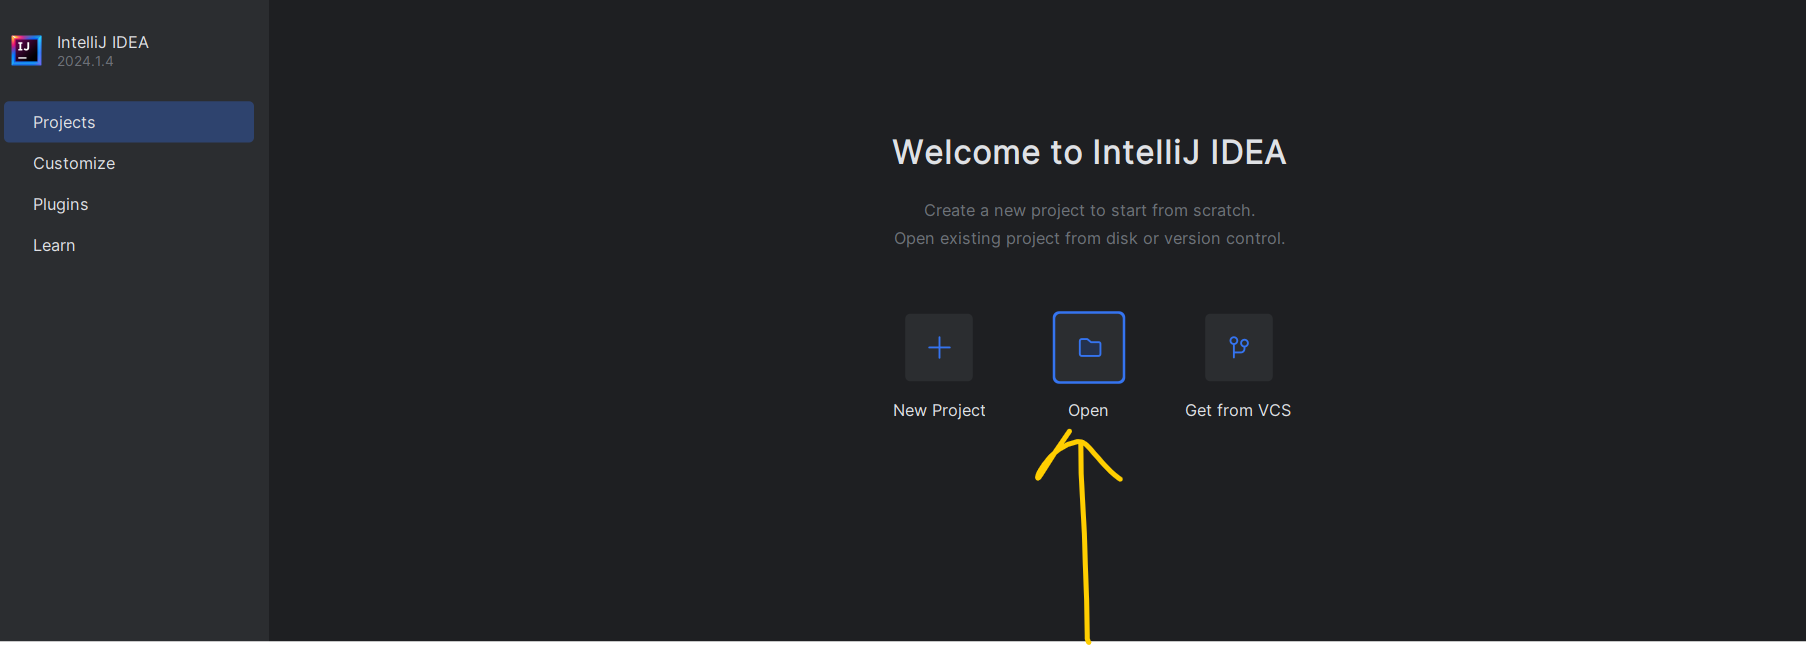 IJ
IntelliJ IDEA
2024.1.4
Projects
Customize
Plugins
Learn
Welcome to IntelliJ IDEA
Create a new project to start from scratch.
Open existing project from disk or version control.
New Project
Open
Get from VCS